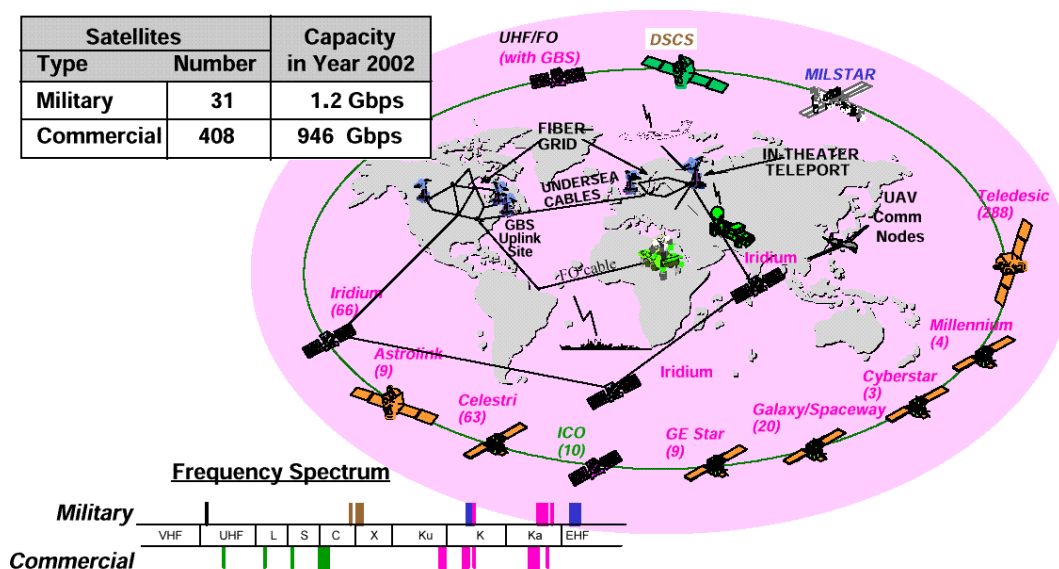 Satellites
Capacity
in Year 2002
Type
Number
Military
31
1.2 Gbps
Commercial
408
946 Gbps
UHF/FO
(with GBS)
DSCS
MILSTAR
FIBER
GRID
IN-THEATER
TELEPORT
UNDERSEA
CABLES
Teledesic
(288)
UAV
Comm
Nodes
GBS
Uplink
Site
FO cable
Iridium
Iridium
(66)
Millennium
(4)
Astrolink
(9)
Iridium
Cyberstar
(3)
Celestri
(63)
Galaxy/Spaceway
(20)
ICO
(10)
GE Star
(9)
Frequency Spectrum
Military
VHF UHF L S C X Ku K Ka EHF
Commercial